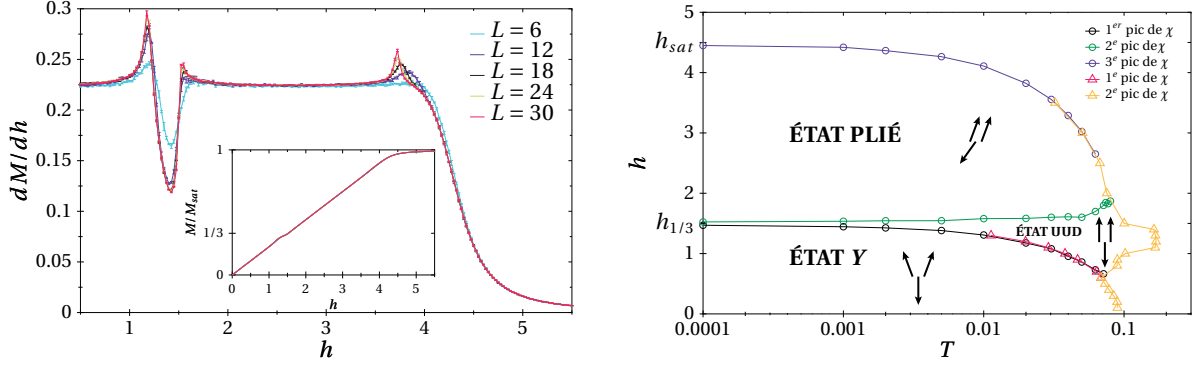 0.3
0.25
0.2
0.15
0.1
0.05
0
dM/dh
1 2 3 4 5
h
L = 6
L = 12
L = 18
L = 24
L = 30
1
1/3
0
M/M_sat
0 1 2 3 4 5
h
5
h_sat
4
3
2
h_1/3
1
0
h
0.0001 0.001 0.01 0.1
T
1^er pic de χ
2^e pic de χ
3^e pic de χ
1^e pic de χ
2^e pic de χ
ÉTAT PLIÉ
ÉTAT UUD
ÉTAT Y